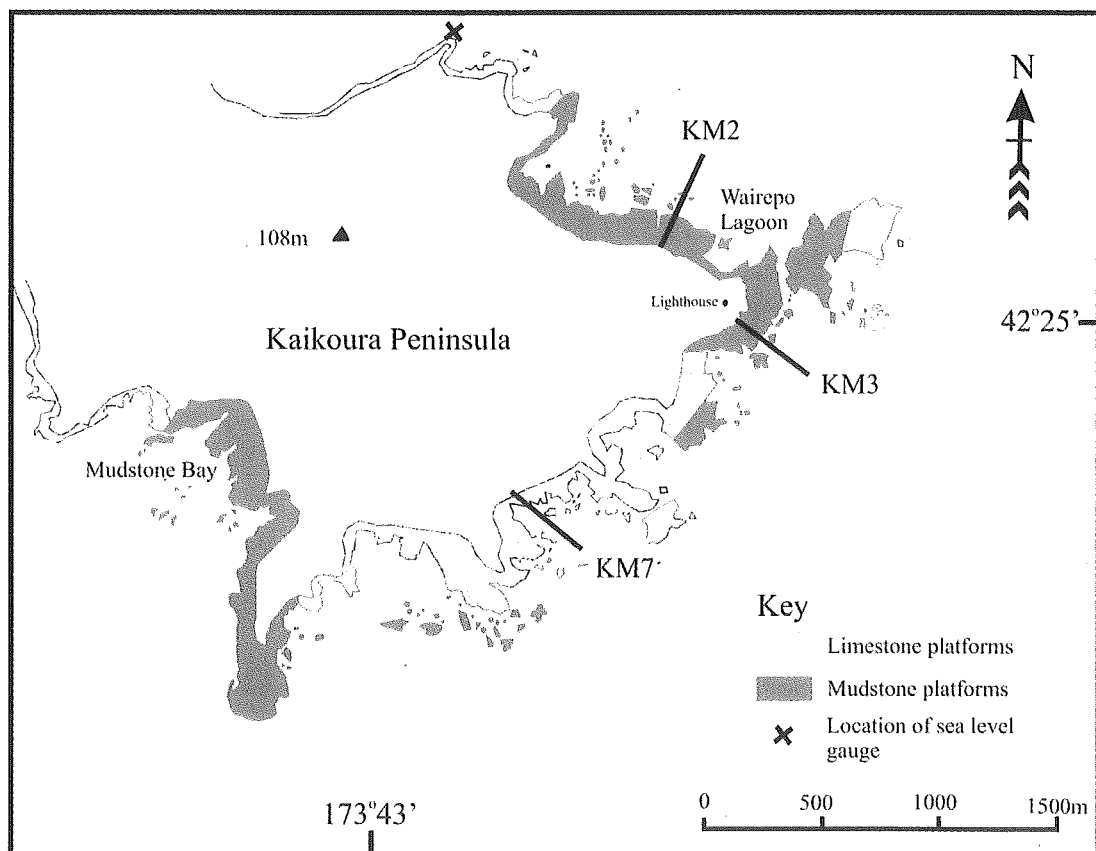 N
KM2
Wairepo
Lagoon
108m
Lighthouse
42°25'
Kaikoura Peninsula
KM3
Mudstone Bay
KM7
Key
Limestone platforms
Mudstone platforms
Location of sea level
gauge
173°43'
0 500 1000 1500m